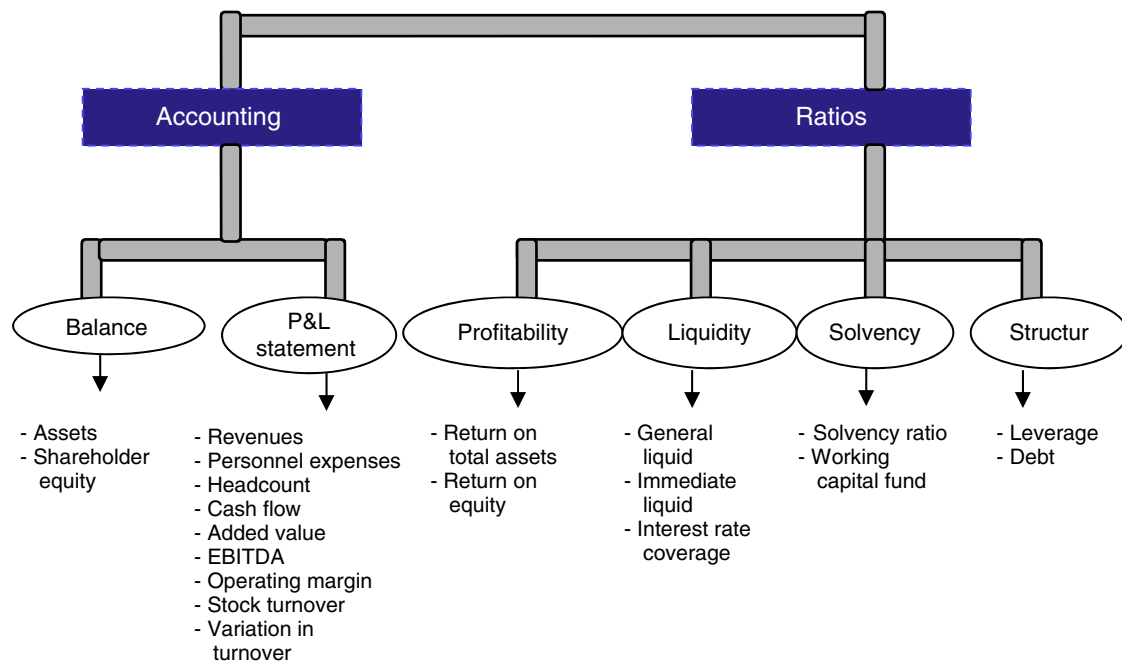 Accounting
Ratios
Balance
P&L
statement
Profitability
Liquidity
Solvency
Structur
- Assets
- Shareholder
equity
- Revenues
- Personnel expenses
- Headcount
- Cash flow
- Added value
- EBITDA
- Operating margin
- Stock turnover
- Variation in
turnover
- Return on
total assets
- Return on
equity
- General
liquid
- Immediate
liquid
- Interest rate
coverage
- Solvency ratio
- Working
capital fund
- Leverage
- Debt